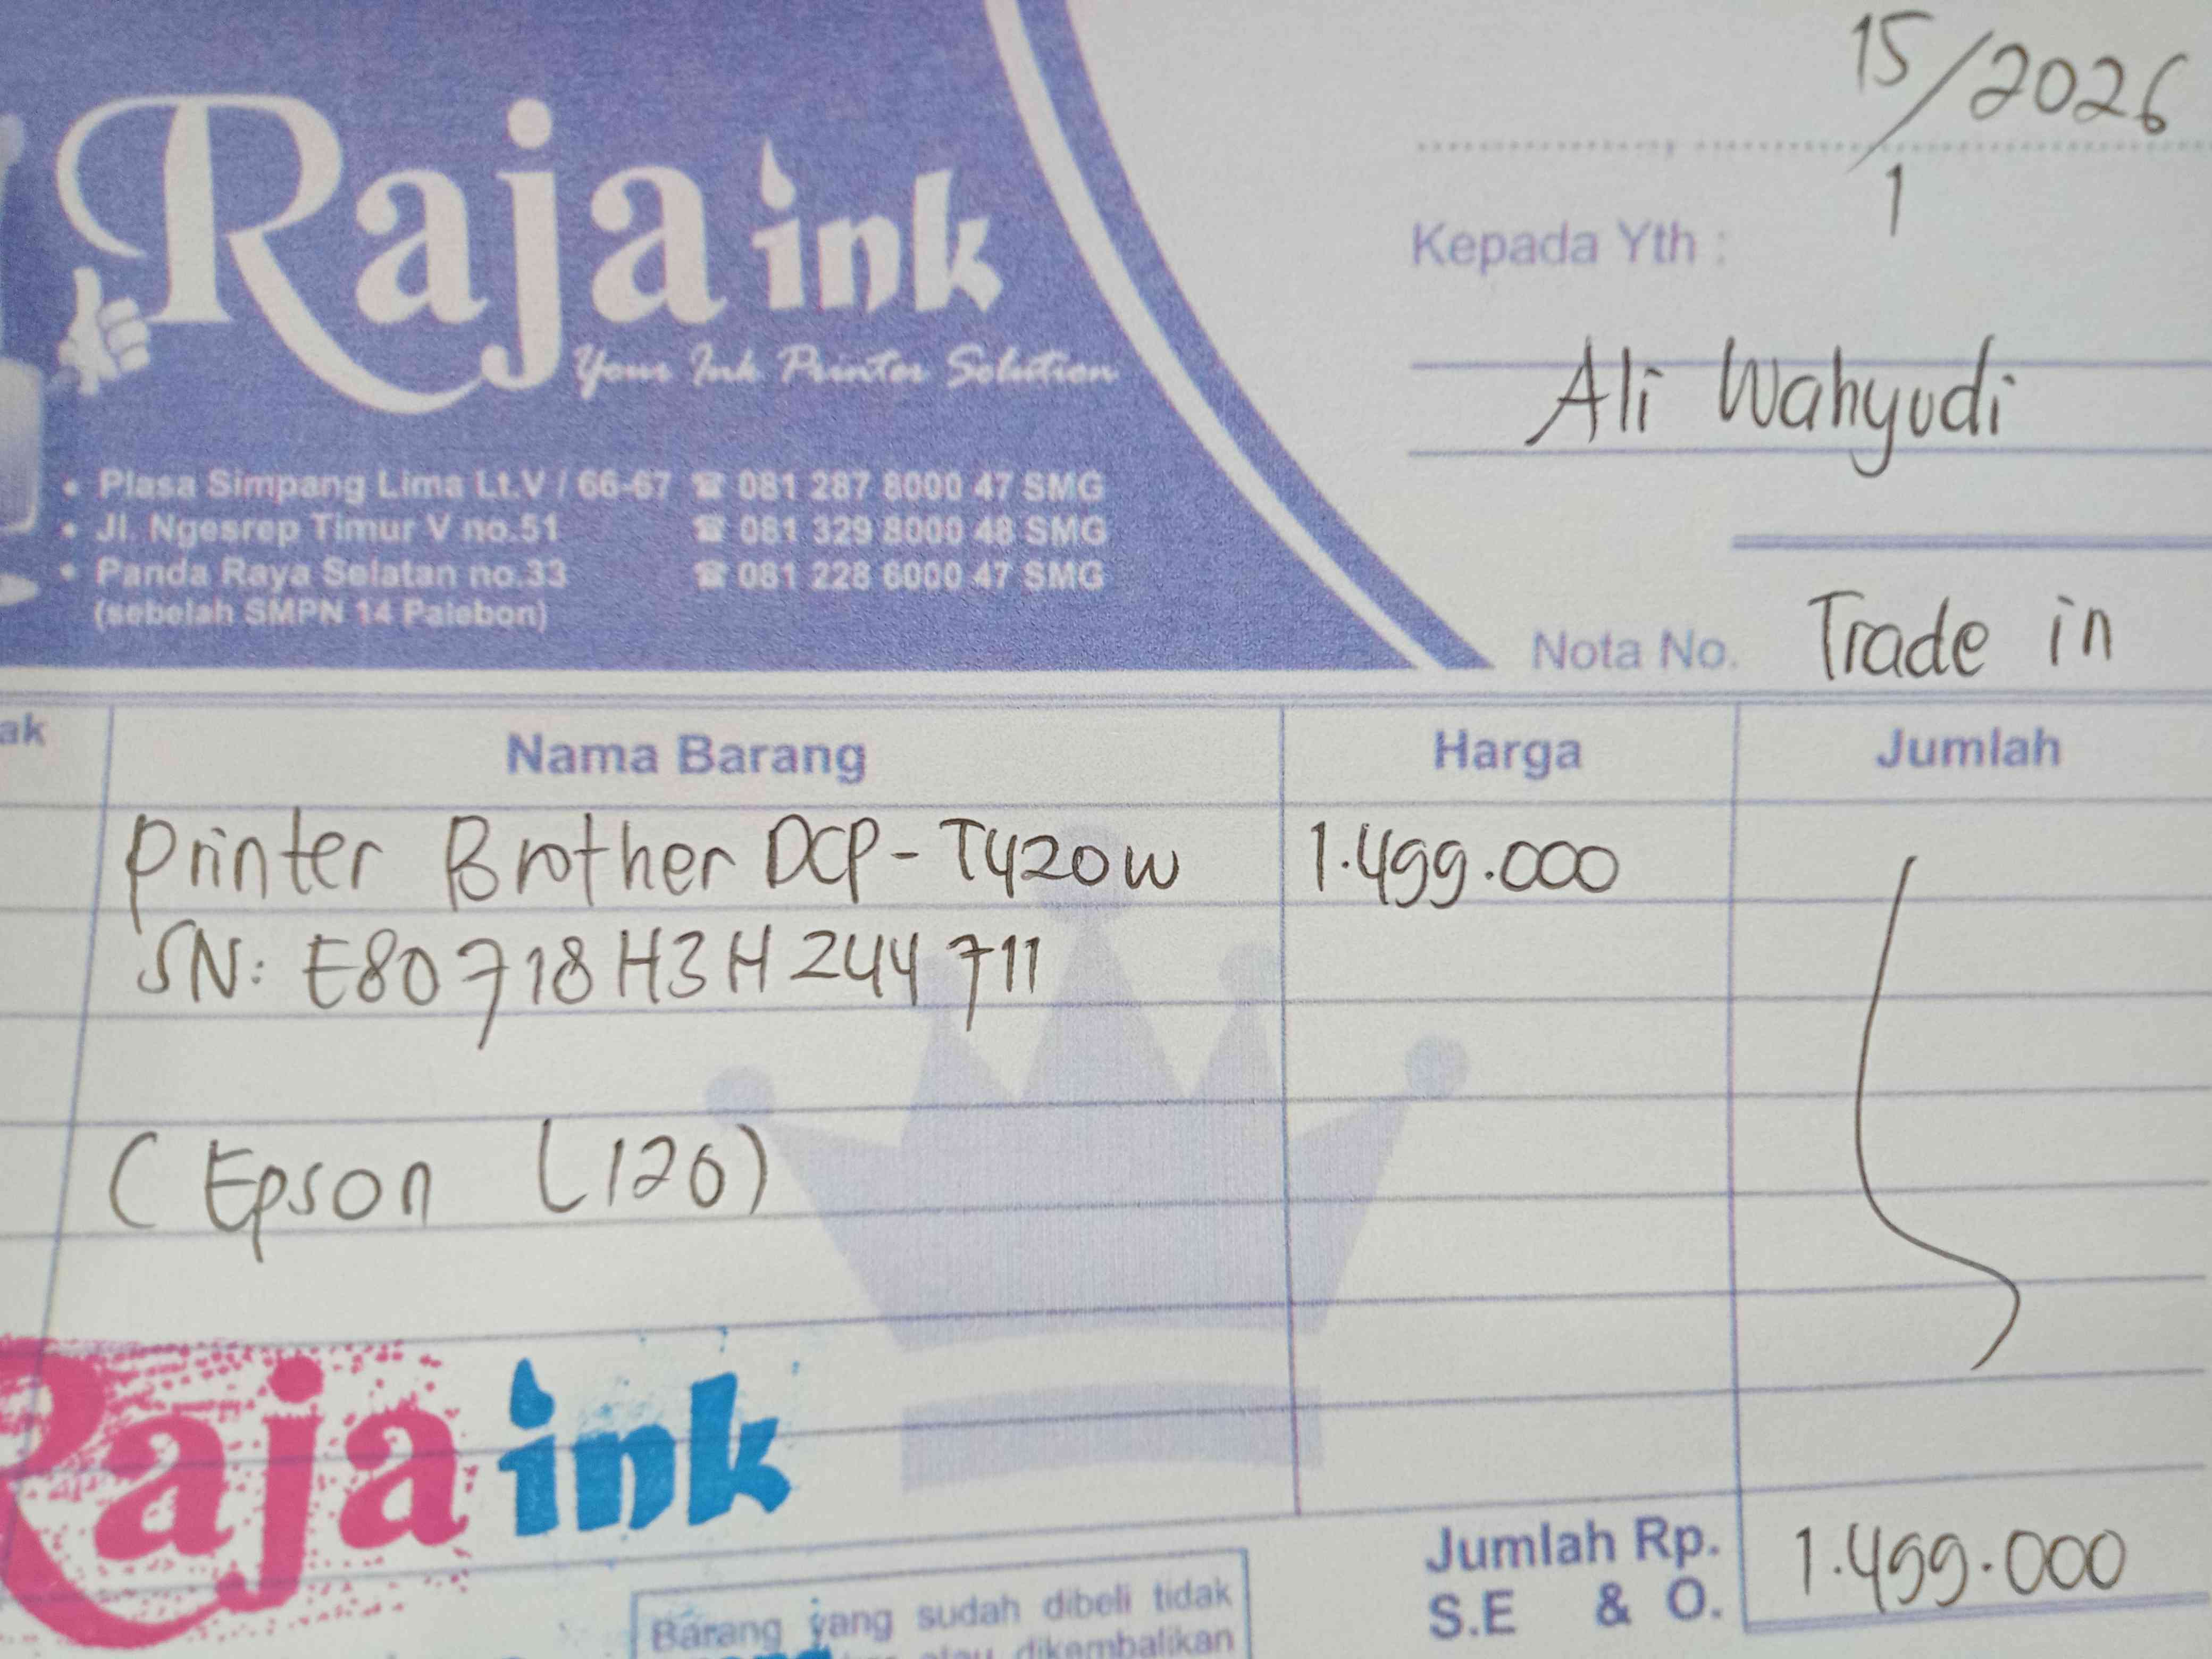 Raja ink
Your Ink Printer Solution
• Plasa Simpang Lima Lt.V / 66-67 ☎ 081 287 8000 47 SMG
• Jl. Ngesrep Timur V no.51 ☎ 081 329 8000 48 SMG
• Panda Raya Selatan no.33 ☎ 081 228 6000 47 SMG
(sebelah SMPN 14 Palebon)
15/1/2026
Kepada Yth :
Ali Wahyudi
Nota No. Trade in
ak Nama Barang Harga Jumlah
Printer Brother DCP-T420W 1.499.000
SN: E80718H3H244711
(Epson L120)
Raja ink
Jumlah Rp. 1.499.000
S.E & O.
Barang yang sudah dibeli tidak
atau dikembalikan